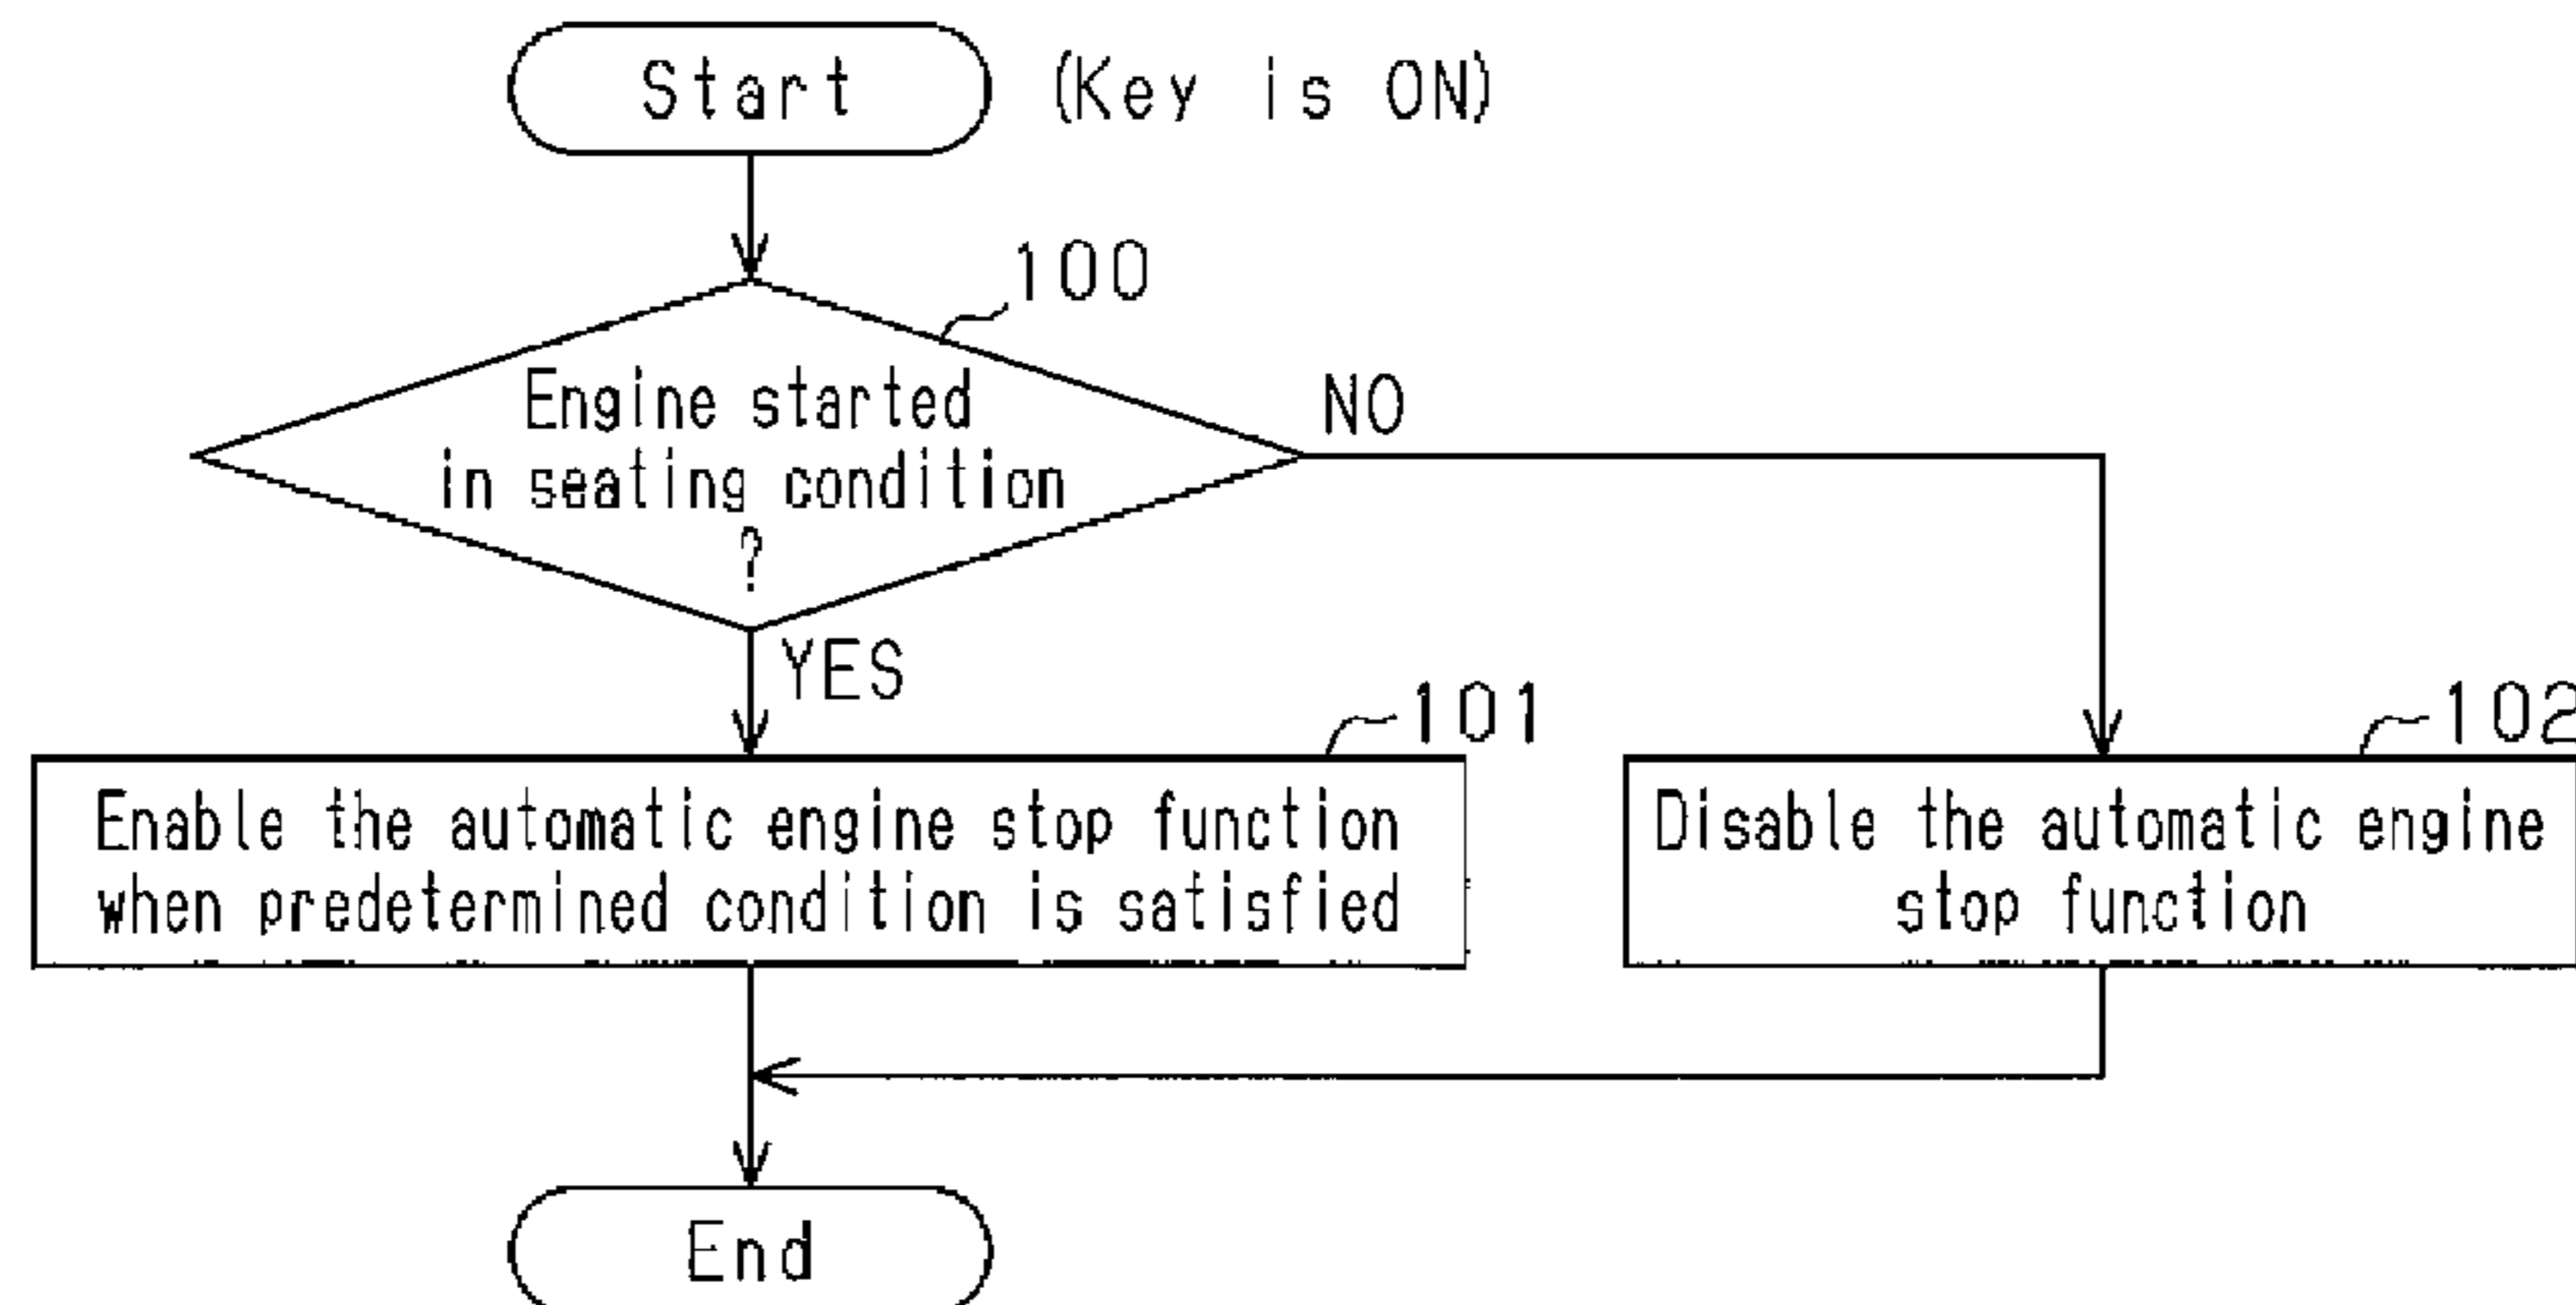 Start (Key is ON)
100
Engine started
in seating condition
?
NO
YES
101
102
Enable the automatic engine stop function
when predetermined condition is satisfied
Disable the automatic engine
stop function
End